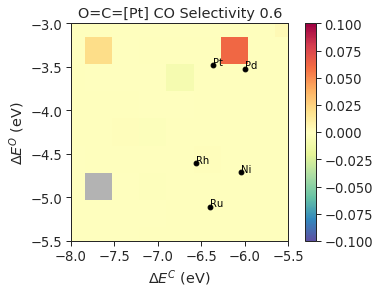 O=C=[Pt] CO Selectivity 0.6
−3.0
−3.5
−4.0
−4.5
−5.0
−5.5
ΔE^O (eV)
Pt
Pd
Rh
Ni
Ru
−8.0 −7.5 −7.0 −6.5 −6.0 −5.5
ΔE^C (eV)
0.100
0.075
0.050
0.025
0.000
−0.025
−0.050
−0.075
−0.100